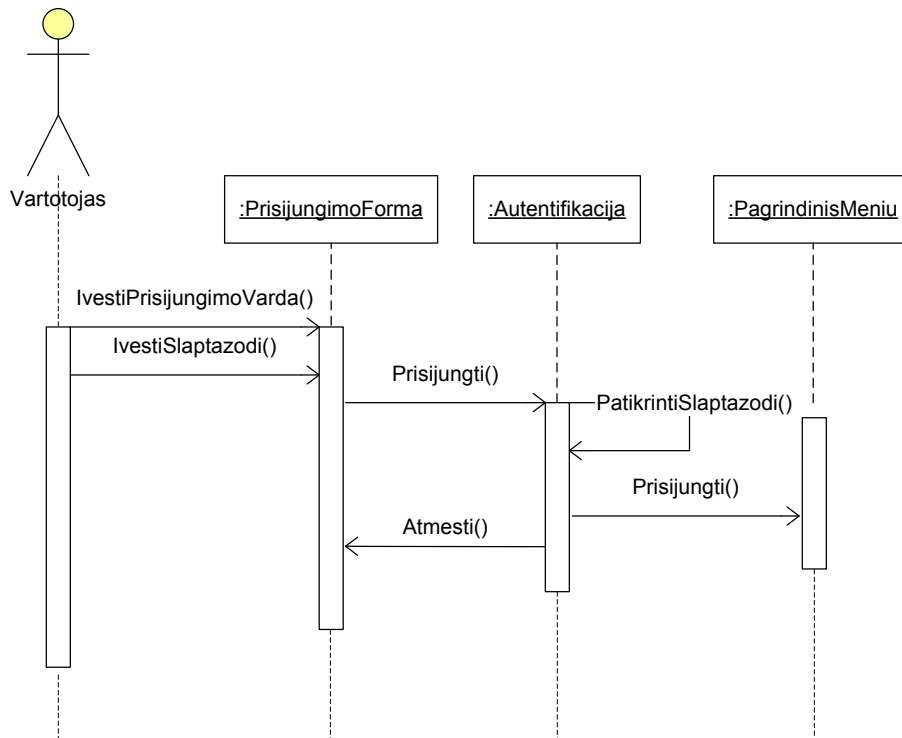 Vartotojas
:PrisijungimoForma
:Autentifikacija
:PagrindinisMeniu
IvestiPrisijungimoVarda()
IvestiSlaptazodi()
Prisijungti()
PatikrintiSlaptazodi()
Prisijungti()
Atmesti()